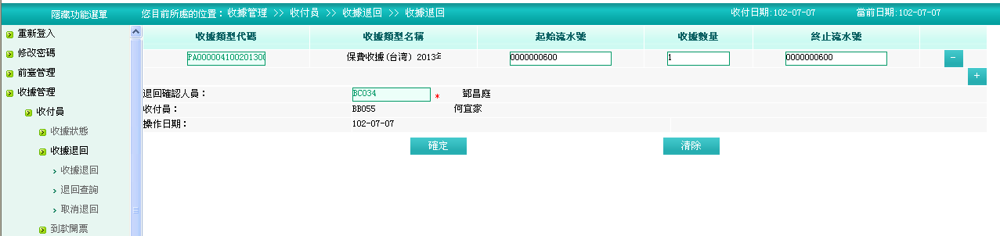 隱藏功能選單
您目前所處的位置：收據管理 >> 收付員 >> 收據退回 >> 收據退回
收付日期:102-07-07 當前日期:102-07-07
重新登入
修改密碼
前臺管理
收據管理
收付員
收據狀態
收據退回
收據退回
退回查詢
取消退回
到款開票
收據類型代碼 收據類型名稱 起始流水號 收據數量 終止流水號
PA00000410020130 保費收據(台湾) 2013 0000000600 1 0000000600 -
+
退回確認人員： BC034 * 鄧昌庭
收付員： BB055 何宜家
操作日期： 102-07-07
確定 清除